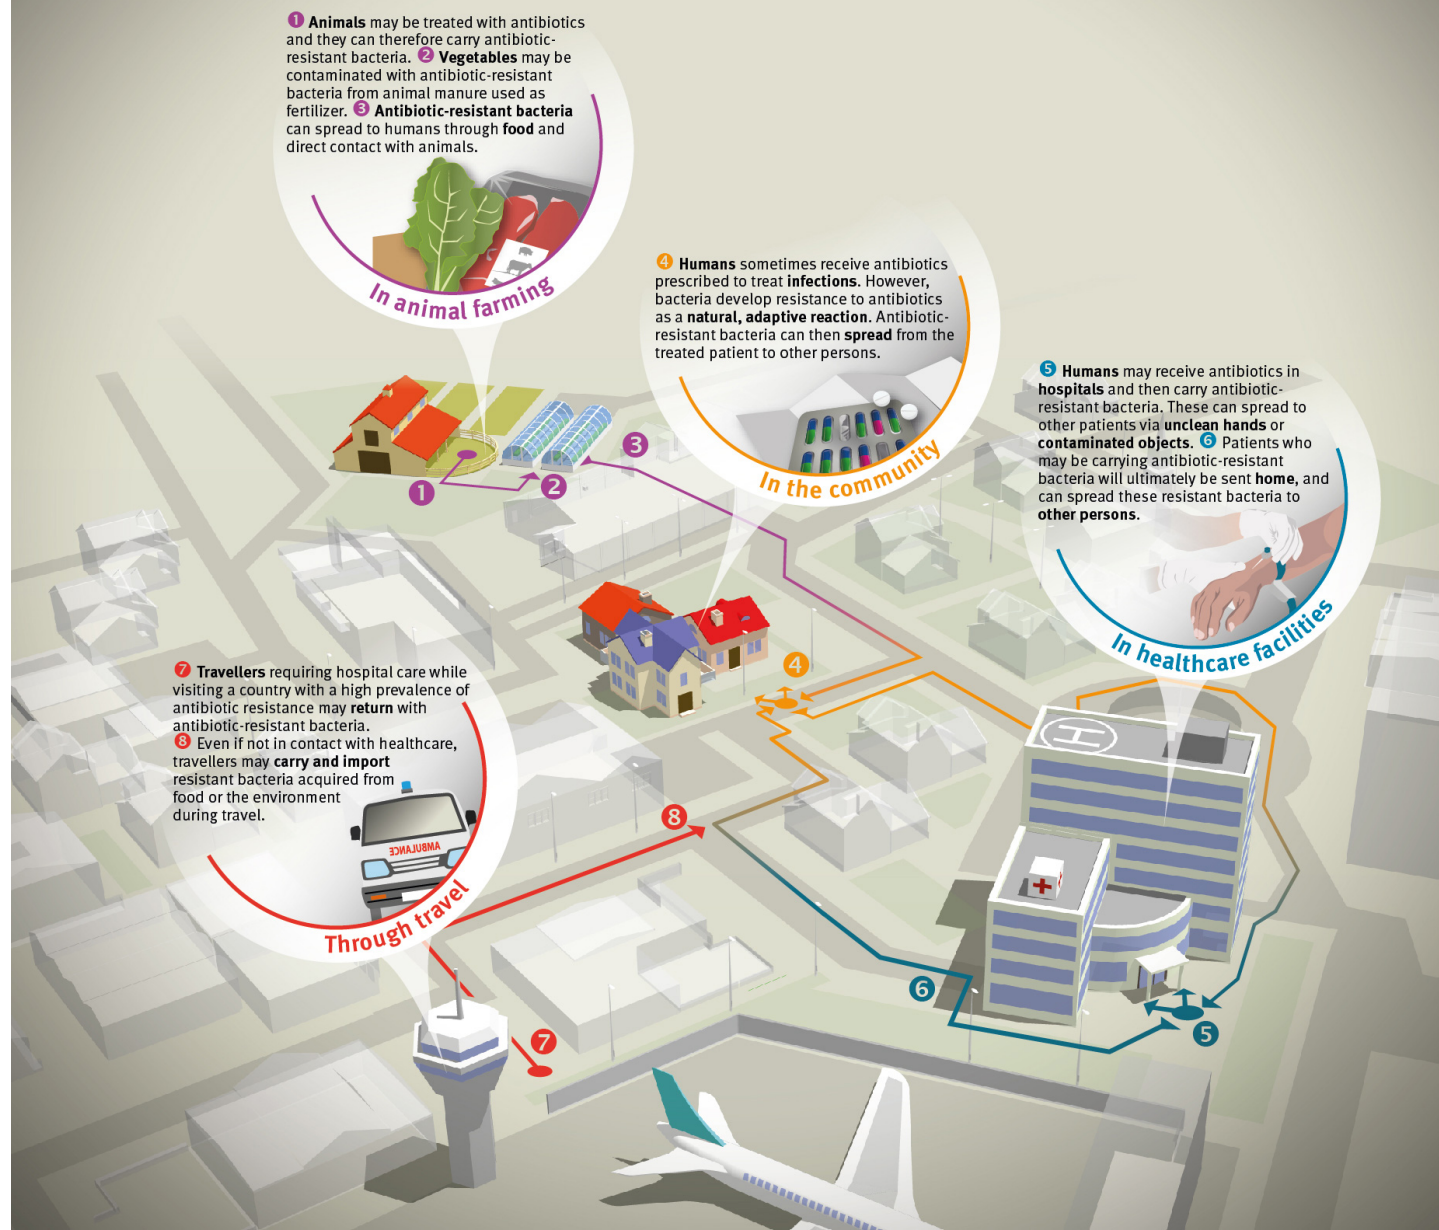 1 Animals may be treated with antibiotics
and they can therefore carry antibiotic-
resistant bacteria. 2 Vegetables may be
contaminated with antibiotic-resistant
bacteria from animal manure used as
fertilizer. 3 Antibiotic-resistant bacteria
can spread to humans through food and
direct contact with animals.
In animal farming
4 Humans sometimes receive antibiotics
prescribed to treat infections. However,
bacteria develop resistance to antibiotics
as a natural, adaptive reaction. Antibiotic-
resistant bacteria can then spread from the
treated patient to other persons.
In the community
5 Humans may receive antibiotics in
hospitals and then carry antibiotic-
resistant bacteria. These can spread to
other patients via unclean hands or
contaminated objects. 6 Patients who
may be carrying antibiotic-resistant
bacteria will ultimately be sent home, and
can spread these resistant bacteria to
other persons.
In healthcare facilities
7 Travellers requiring hospital care while
visiting a country with a high prevalence of
antibiotic resistance may return with
antibiotic-resistant bacteria.
8 Even if not in contact with healthcare,
travellers may carry and import
resistant bacteria acquired from
food or the environment
during travel.
AMBULANCE
Through travel
1
2
3
4
H
8
6
5
7